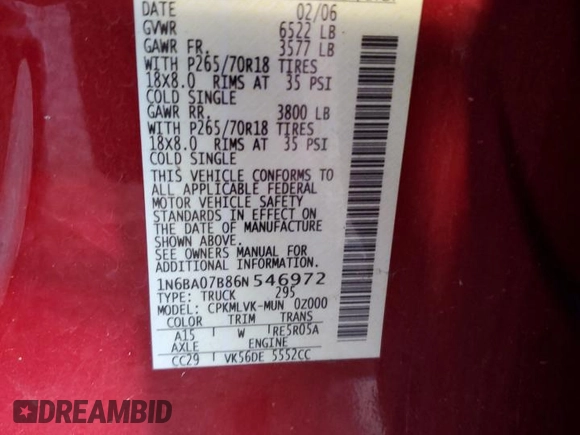 DATE 02/06
GVWR 6522 LB
GAWR FR. 3577 LB
WITH P265/70R18 TIRES
18X8.0 RIMS AT 35 PSI
COLD SINGLE
GAWR RR. 3800 LB
WITH P265/70R18 TIRES
18X8.0 RIMS AT 35 PSI
COLD SINGLE
THIS VEHICLE CONFORMS TO
ALL APPLICABLE FEDERAL
MOTOR VEHICLE SAFETY
STANDARDS IN EFFECT ON
THE DATE OF MANUFACTURE
SHOWN ABOVE.
SEE OWNERS MANUAL FOR
ADDITIONAL INFORMATION.
1N6BA07B86N546972
TYPE: TRUCK 295
MODEL: CPKMLVK-MUN 0Z000
COLOR TRIM TRANS
A15 W RE5R05A
AXLE ENGINE
CC29 VK56DE 5552CC
DREAMBID